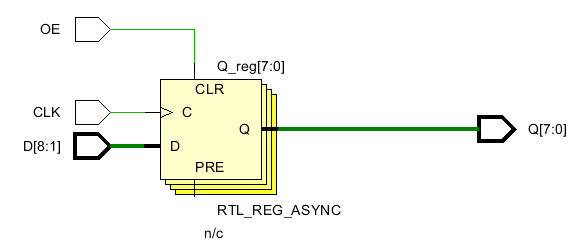 OE
Q_reg[7:0]
CLR
CLK
C
D[8:1]
D
Q
Q[7:0]
PRE
RTL_REG_ASYNC
n/c